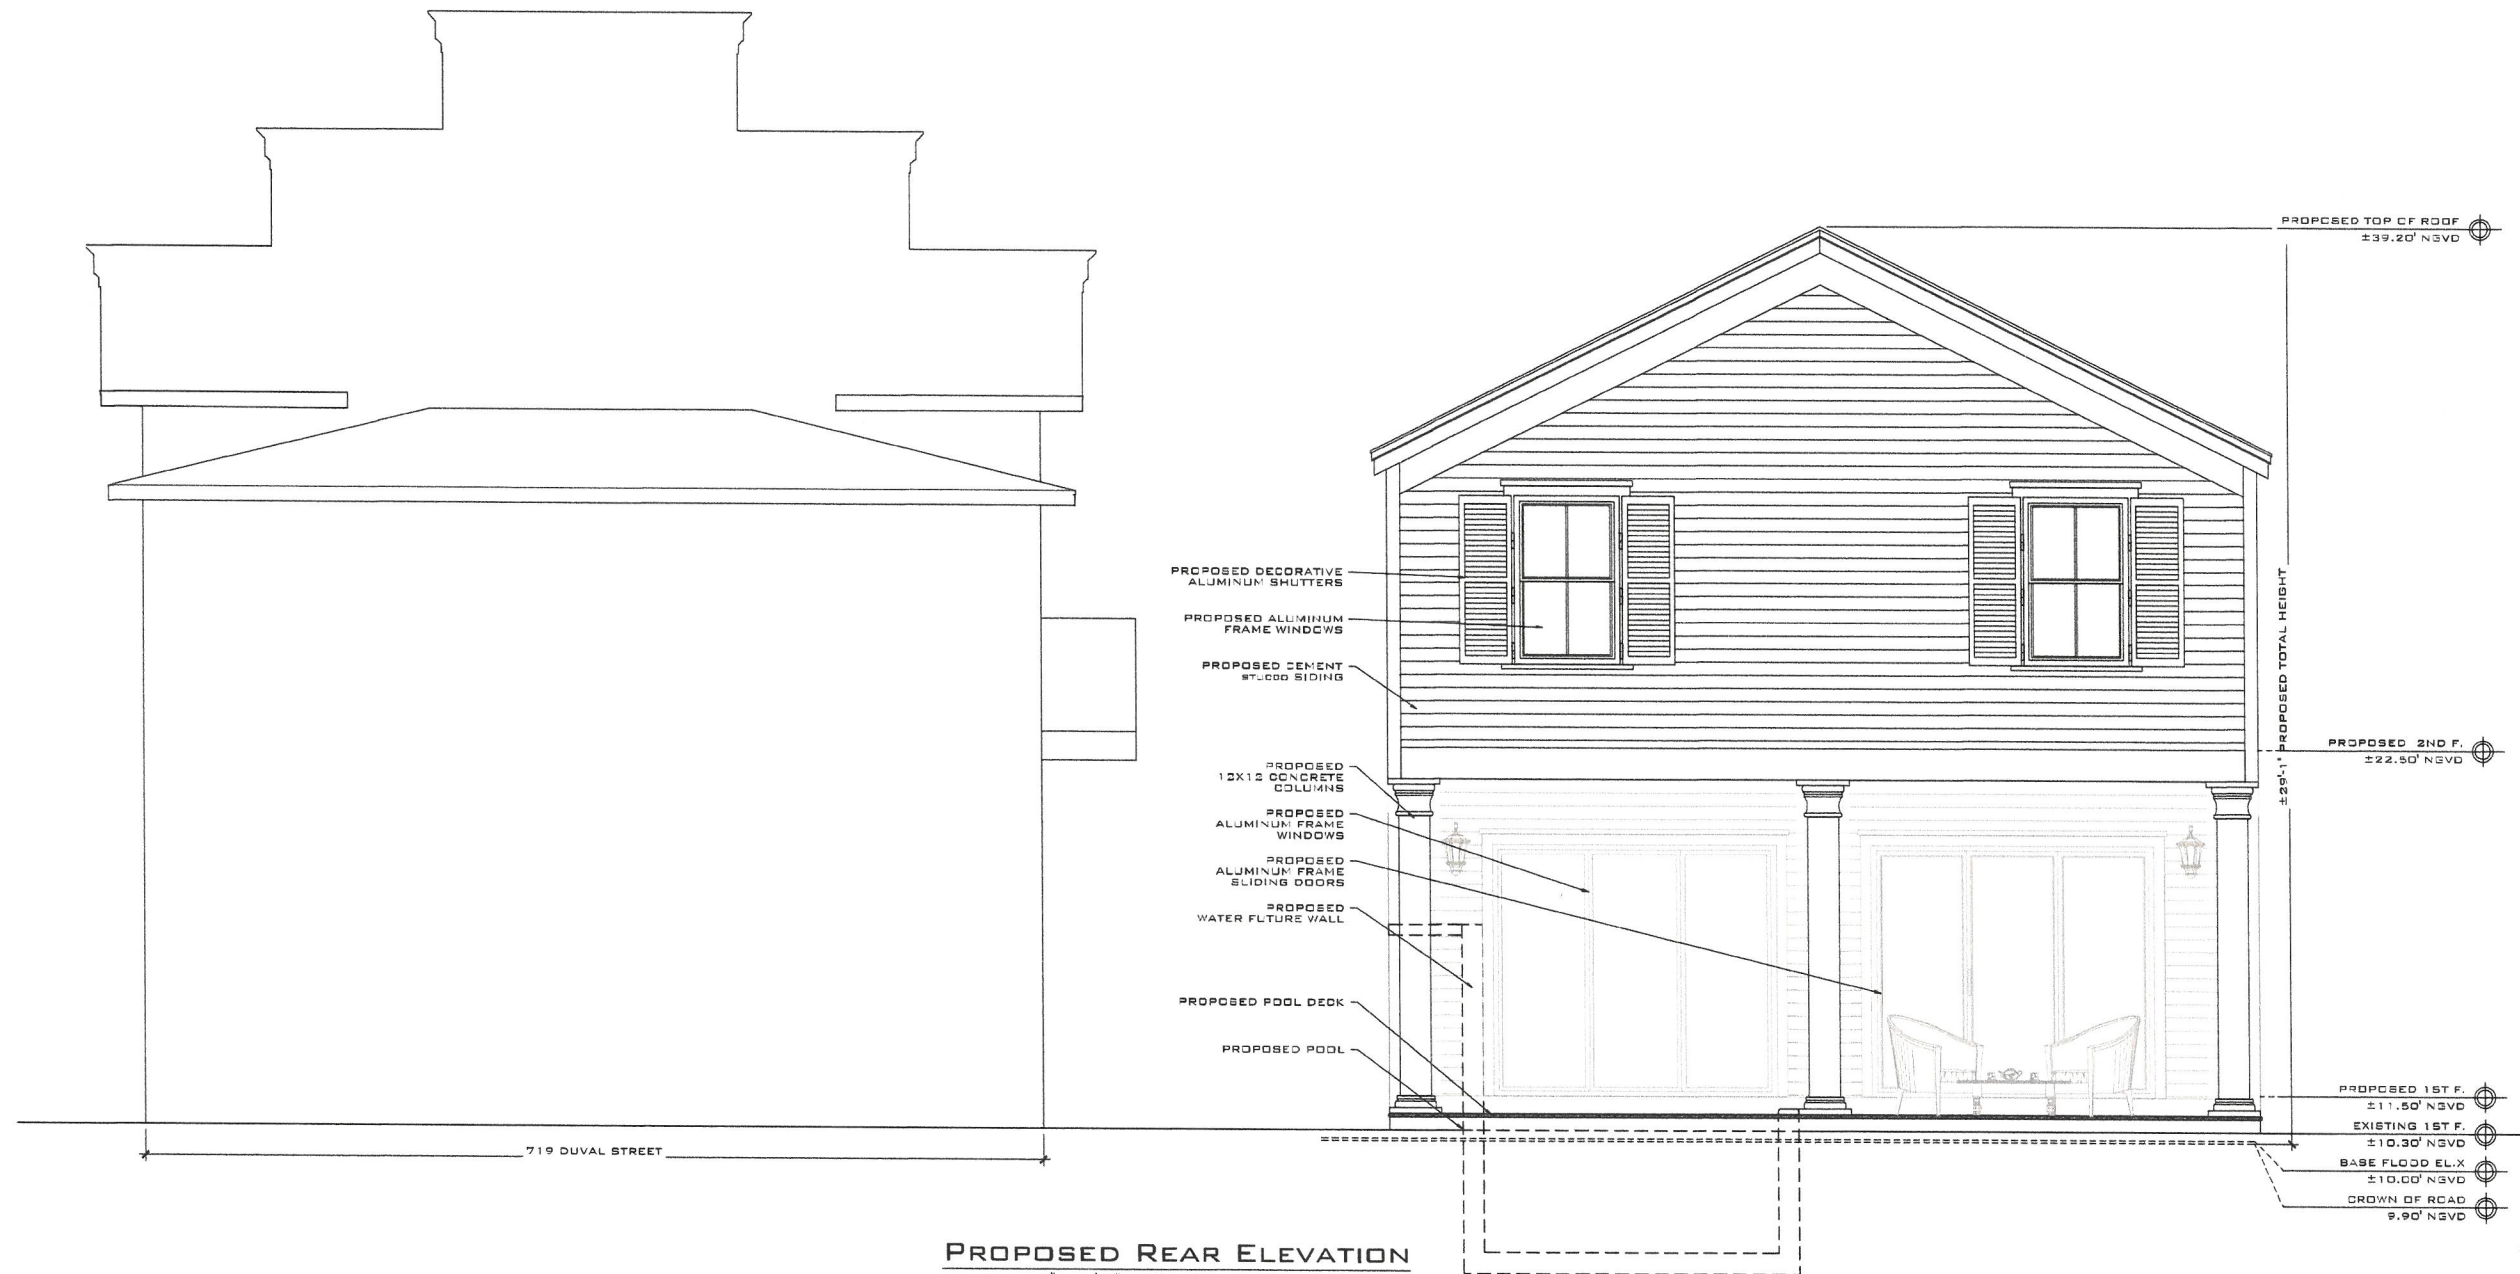 PROPOSED TOP OF ROOF
±39.20' NGVD
PROPOSED DECORATIVE
ALUMINUM SHUTTERS
PROPOSED ALUMINUM
FRAME WINDOWS
PROPOSED CEMENT
STUCCO SIDING
±29'-1" PROPOSED TOTAL HEIGHT
PROPOSED 2ND F.
±22.50' NGVD
PROPOSED
12X12 CONCRETE
COLUMNS
PROPOSED
ALUMINUM FRAME
WINDOWS
PROPOSED
ALUMINUM FRAME
SLIDING DOORS
PROPOSED
WATER FUTURE WALL
PROPOSED POOL DECK
PROPOSED POOL
PROPOSED 1ST F.
±11.50' NGVD
EXISTING 1ST F.
±10.30' NGVD
BASE FLOOD EL.X
±10.00' NGVD
CROWN OF ROAD
9.90' NGVD
719 DUVAL STREET
PROPOSED REAR ELEVATION